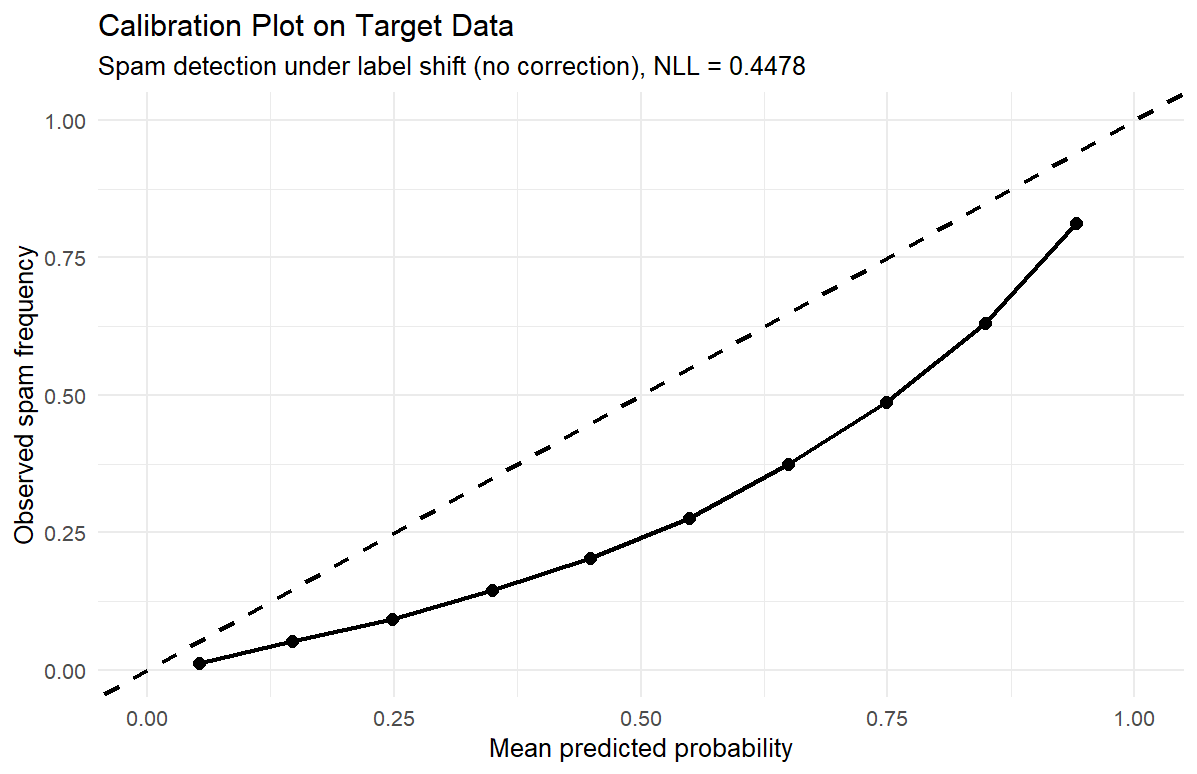 Calibration Plot on Target Data
Spam detection under label shift (no correction), NLL = 0.4478
Observed spam frequency
1.00
0.75
0.50
0.25
0.00
0.00 0.25 0.50 0.75 1.00
Mean predicted probability